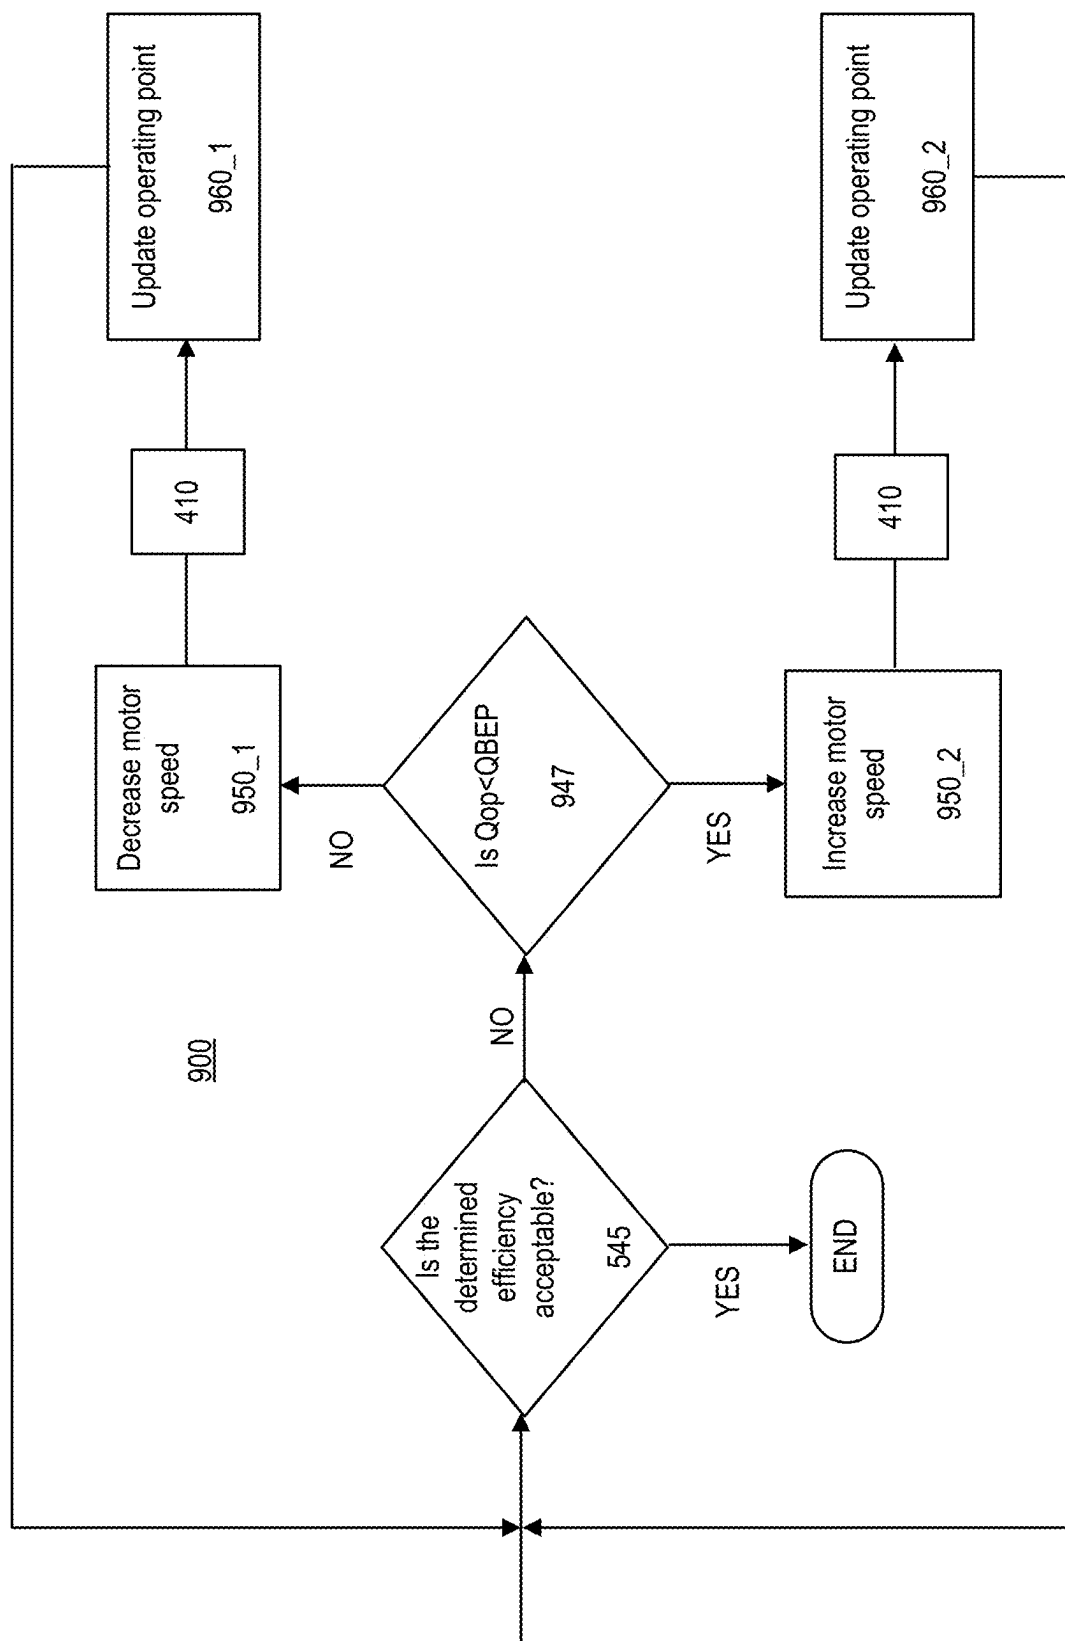 900
Is the
determined
efficiency
acceptable?
545
YES
END
NO
Is Qop<QBEP
947
NO
Decrease motor
speed
950_1
410
Update operating point
960_1
YES
Increase motor
speed
950_2
410
Update operating point
960_2